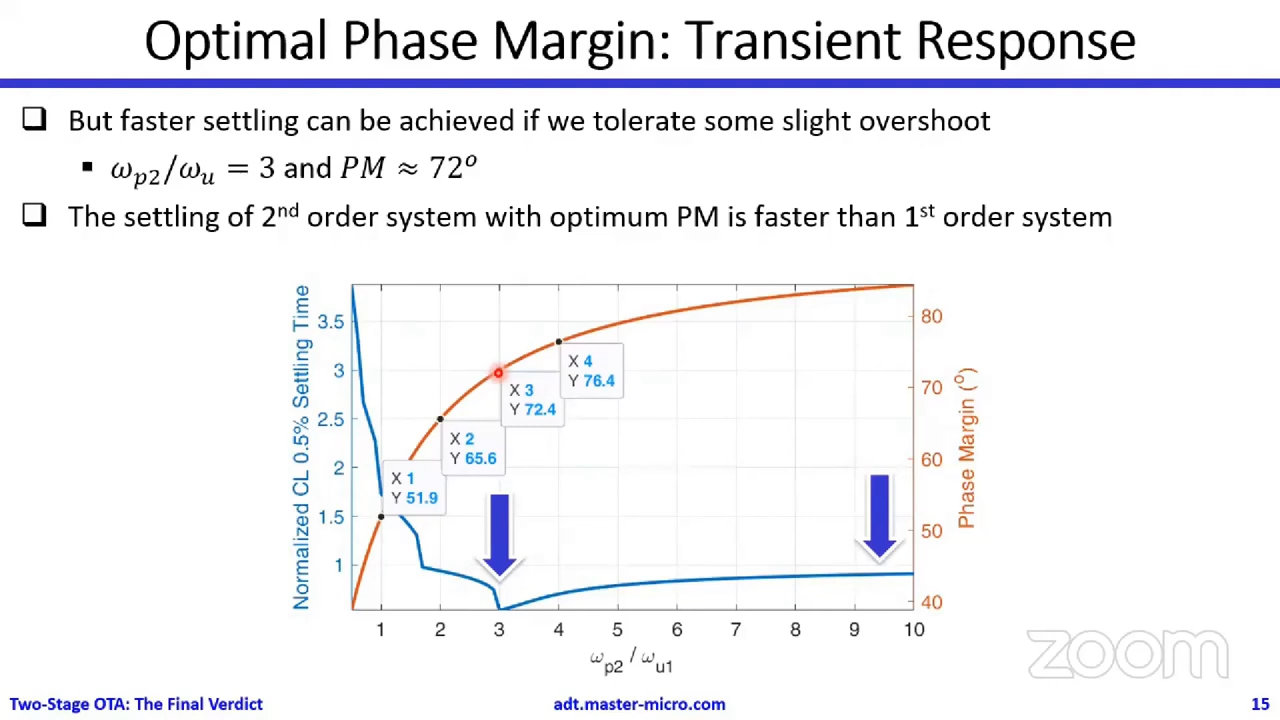 Optimal Phase Margin: Transient Response
❑ But faster settling can be achieved if we tolerate some slight overshoot
▪ ω_p2/ω_u = 3 and PM ≈ 72°
❑ The settling of 2nd order system with optimum PM is faster than 1st order system
Normalized CL 0.5% Settling Time
3.5
3
2.5
2
1.5
1
X 1
Y 51.9
X 2
Y 65.6
X 3
Y 72.4
X 4
Y 76.4
80
70
60
50
40
Phase Margin (°)
1 2 3 4 5 6 7 8 9 10
ω_p2 / ω_u1
zoom
Two-Stage OTA: The Final Verdict
adt.master-micro.com
15